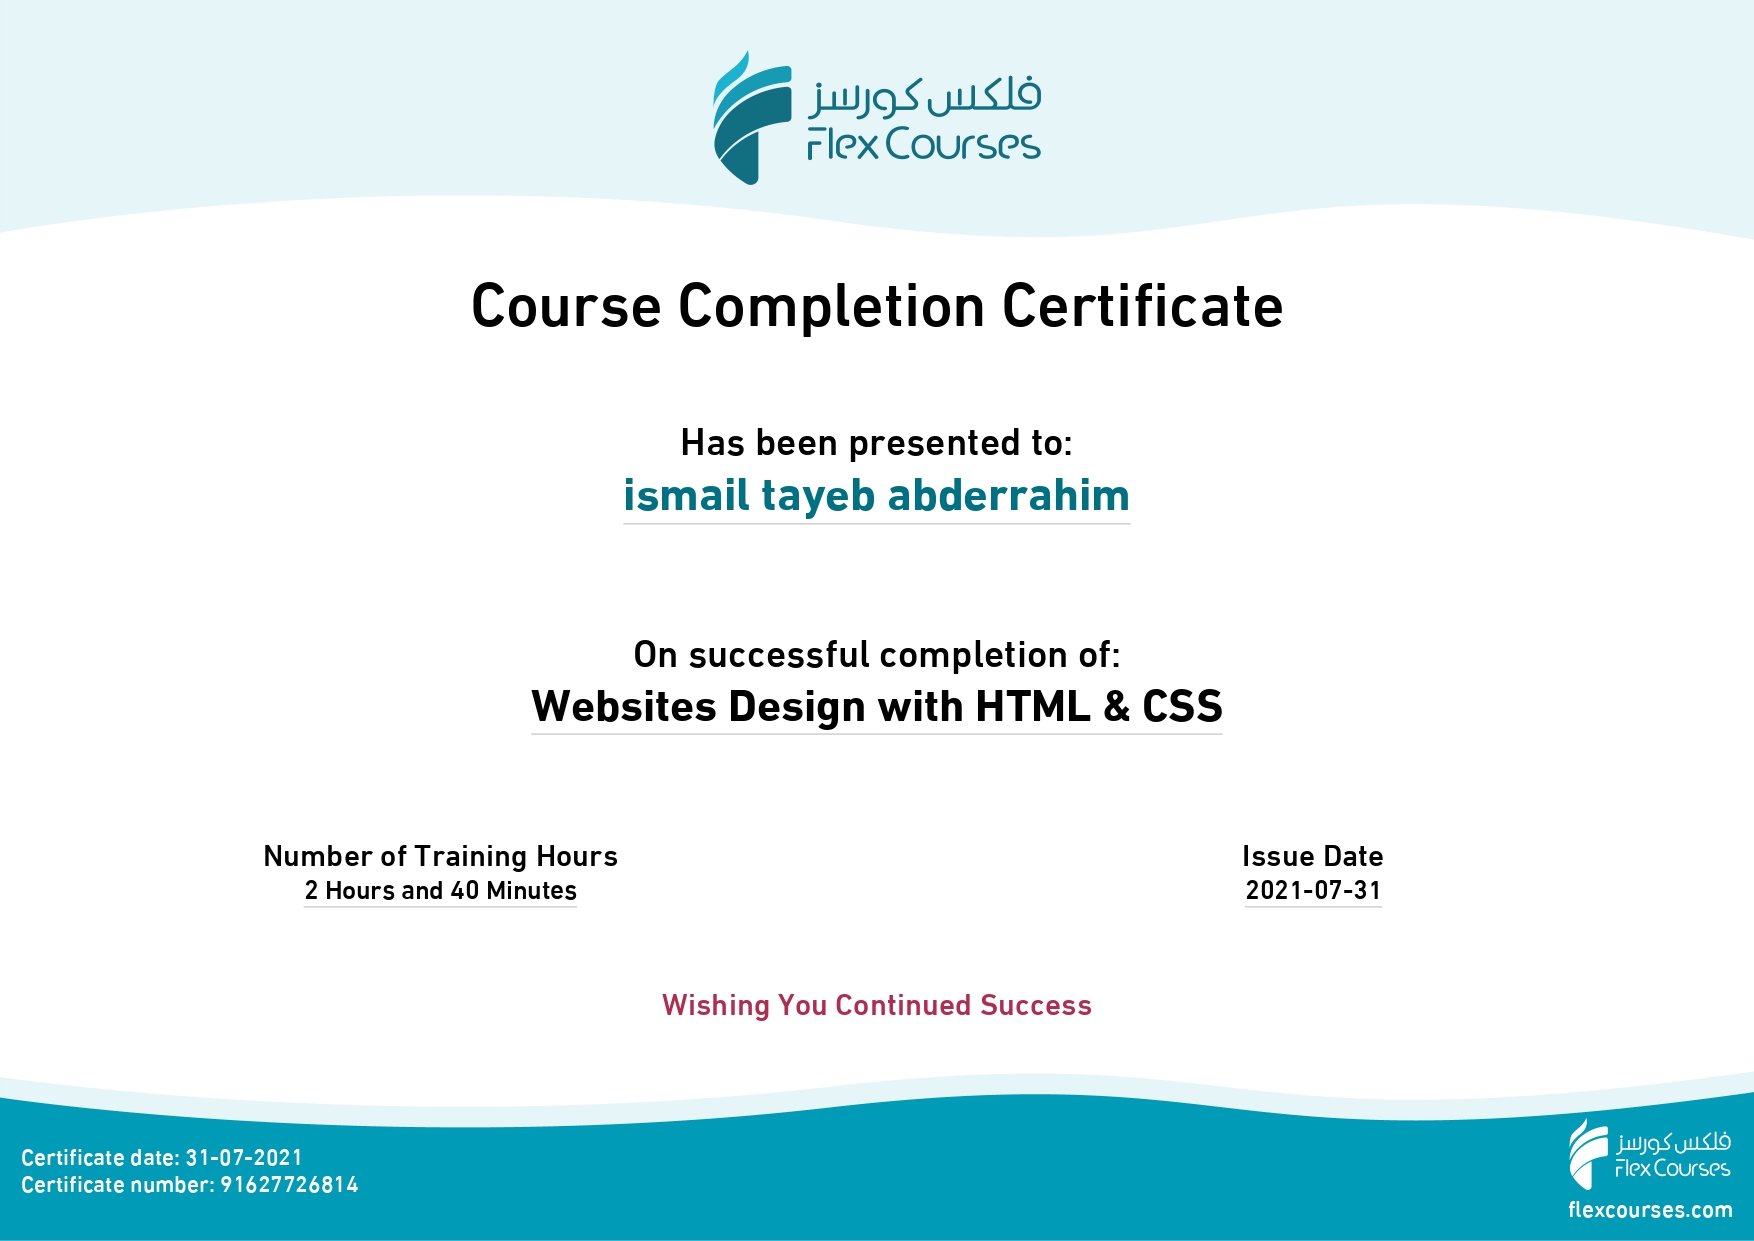 فلكس كورسز
Flex Courses
Course Completion Certificate
Has been presented to:
ismail tayeb abderrahim
On successful completion of:
Websites Design with HTML & CSS
Number of Training Hours
2 Hours and 40 Minutes
Issue Date
2021-07-31
Wishing You Continued Success
Certificate date: 31-07-2021
Certificate number: 91627726814
فلكس كورسز
Flex Courses
flexcourses.com